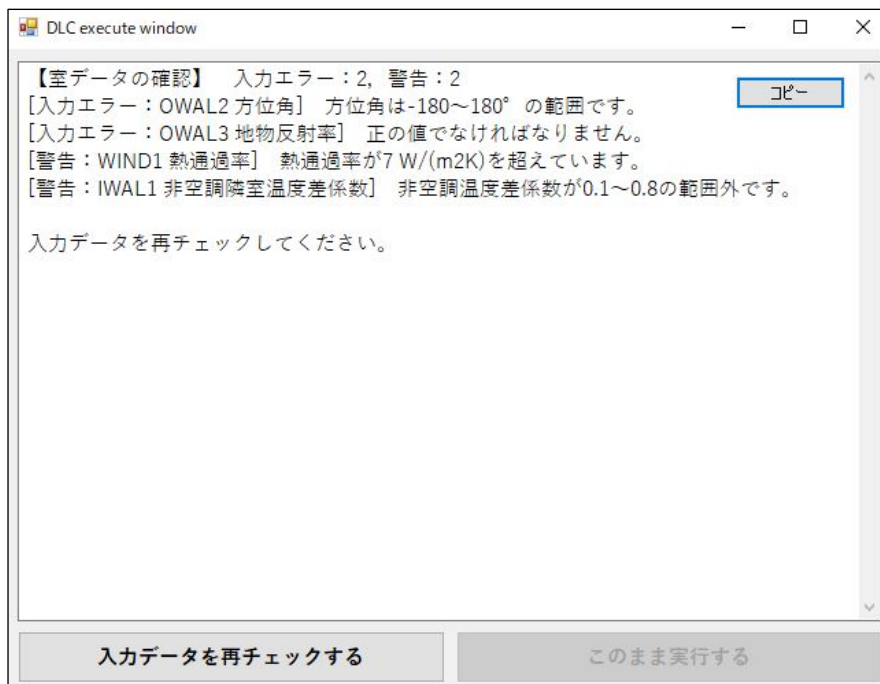 DLC execute window
【室データの確認】　入力エラー：2, 警告：2
コピー
[入力エラー：OWAL2 方位角]　方位角は-180～180°の範囲です。
[入力エラー：OWAL3 地物反射率]　正の値でなければなりません。
[警告：WIND1 熱通過率]　熱通過率が7 W/(m2K)を超えています。
[警告：IWAL1 非空調隣室温度差係数]　非空調温度差係数が0.1～0.8の範囲外です。
入力データを再チェックしてください。
入力データを再チェックする
このまま実行する